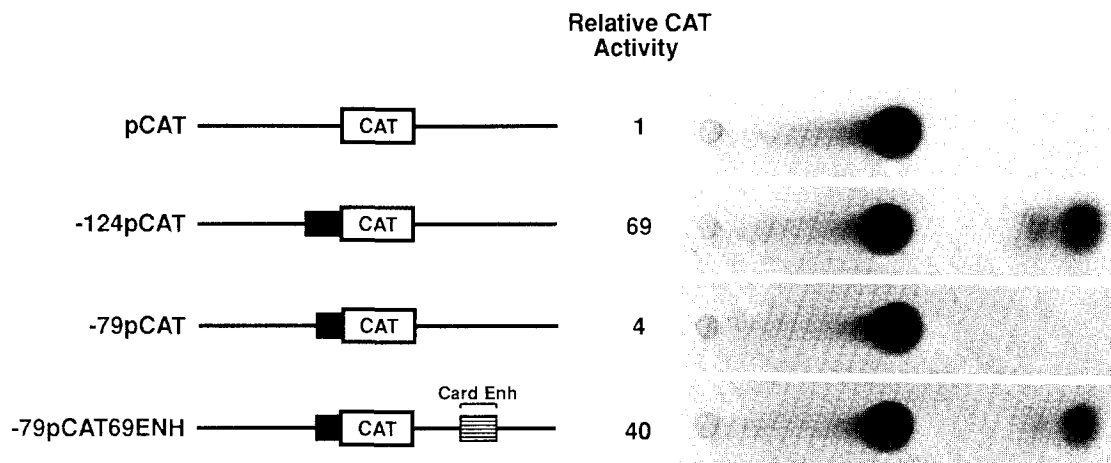 Relative CAT
Activity
pCAT CAT 1
-124pCAT CAT 69
-79pCAT CAT 4
Card Enh
-79pCAT69ENH CAT 40